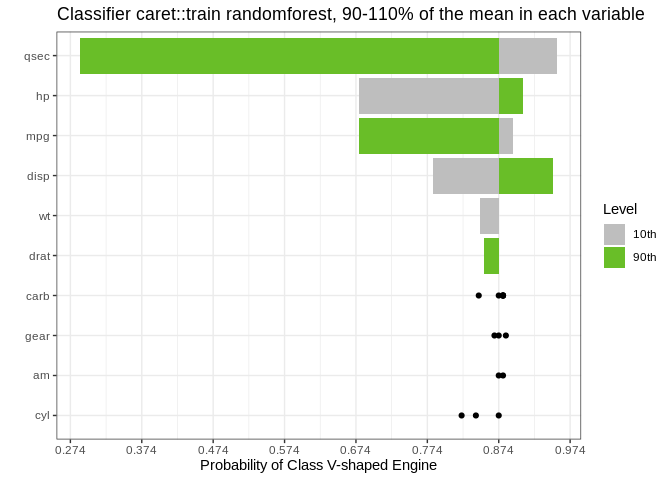 Classifier caret::train randomforest, 90-110% of the mean in each variable
qsec
hp
mpg
disp
wt
drat
carb
gear
am
cyl
0.274 0.374 0.474 0.574 0.674 0.774 0.874 0.974
Probability of Class V-shaped Engine
Level
10th
90th